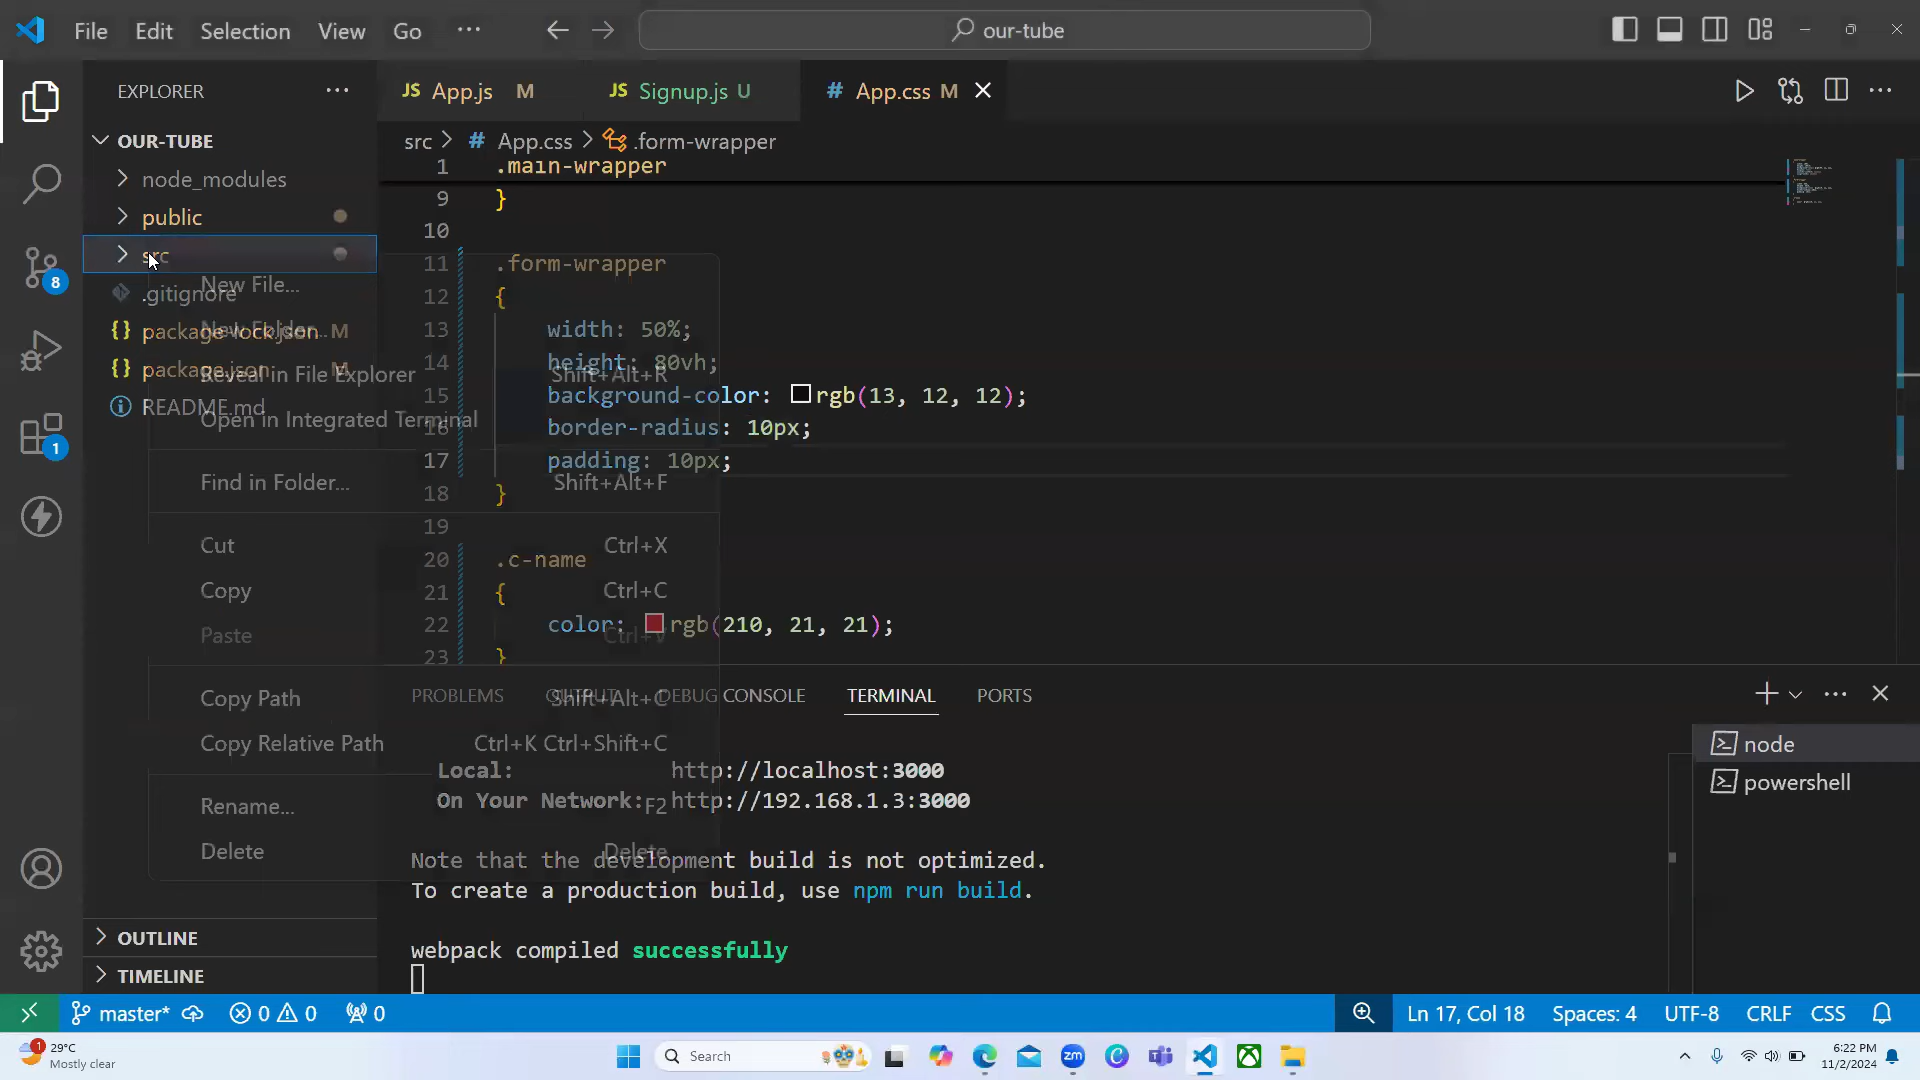 File Edit Selection View Go ···
our-tube
EXPLORER ···
JS App.js M
JS Signup.js U
# App.css M
OUR-TUBE
node_modules
public
src
.gitignore
{} package-lock.json M
{} package.json M
README.md
New File...
New Folder...
Reveal in File Explorer Shift+Alt+R
Open in Integrated Terminal
Find in Folder... Shift+Alt+F
Cut Ctrl+X
Copy Ctrl+C
Paste Ctrl+V
Copy Path Shift+Alt+C
Copy Relative Path Ctrl+K Ctrl+Shift+C
Rename... F2
Delete Delete
OUTLINE
TIMELINE
src > # App.css > .form-wrapper
1 .main-wrapper
9 }
10
11 .form-wrapper
12 {
13 width: 50%;
14 height: 80vh;
15 background-color: rgb(13, 12, 12);
16 border-radius: 10px;
17 padding: 10px;
18 }
19
20 .c-name
21 {
22 color: rgb(210, 21, 21);
23 }
PROBLEMS OUTPUT DEBUG CONSOLE TERMINAL PORTS
Local: http://localhost:3000
On Your Network: http://192.168.1.3:3000
Note that the development build is not optimized.
To create a production build, use npm run build.
webpack compiled successfully
node
powershell
8
1
master* 0 0 0
Ln 17, Col 18 Spaces: 4 UTF-8 CRLF CSS
1
29°C
Mostly clear
Search
zm
6:22 PM
11/2/2024